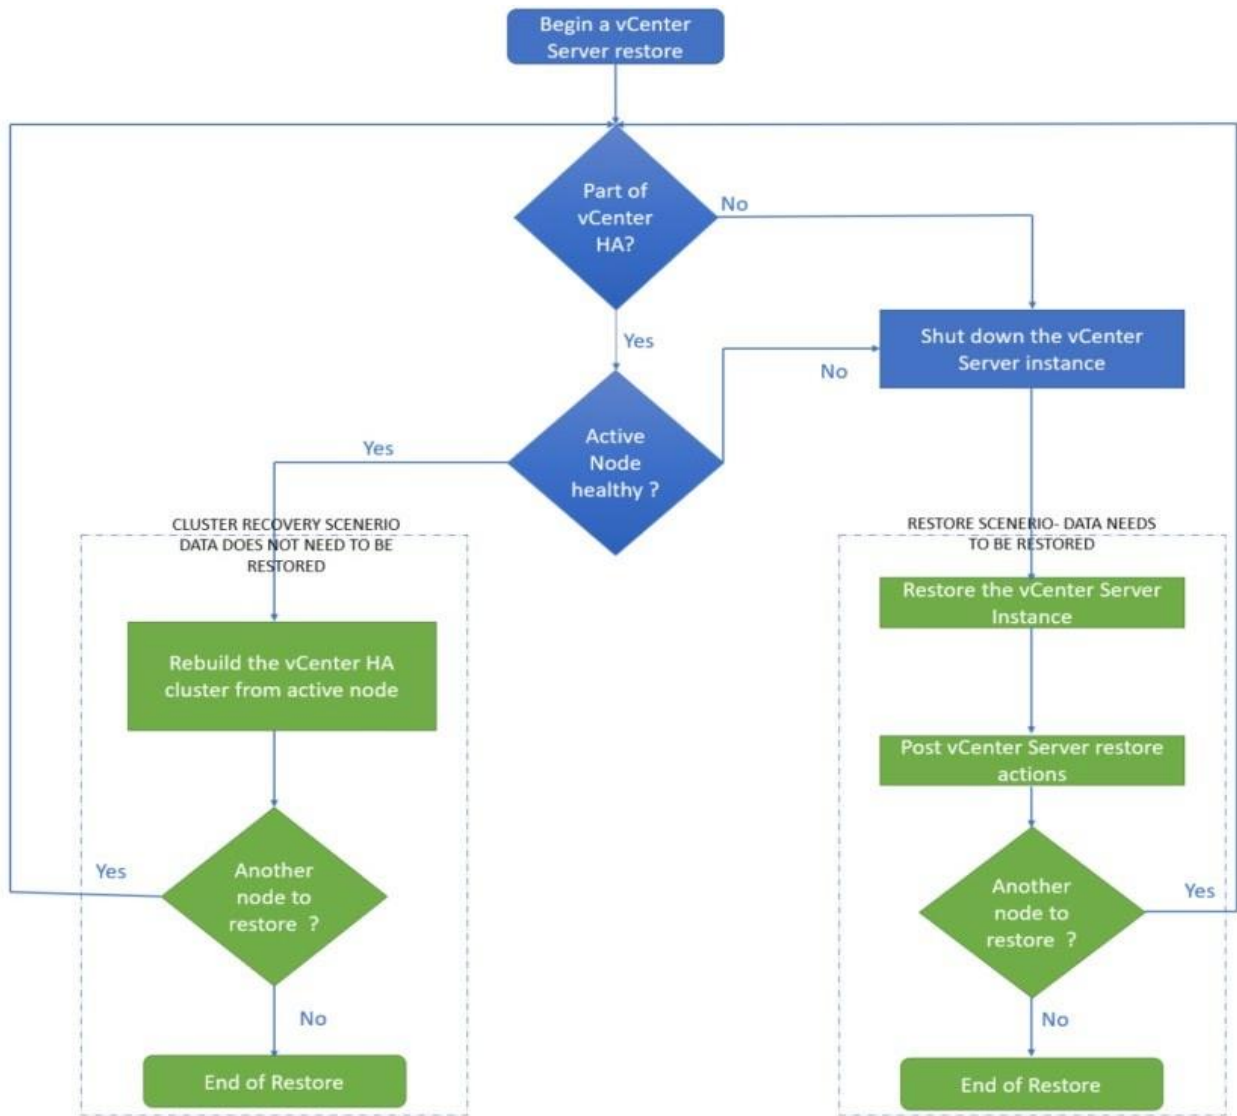 Begin a vCenter
Server restore
Part of
vCenter
HA?
No
Yes
Shut down the vCenter
Server instance
No
Active
Node
healthy ?
Yes
CLUSTER RECOVERY SCENERIO
DATA DOES NOT NEED TO BE
RESTORED
RESTORE SCENERIO- DATA NEEDS
TO BE RESTORED
Restore the vCenter Server
Instance
Rebuild the vCenter HA
cluster from active node
Post vCenter Server restore
actions
Another
node to
restore ?
Yes
Another
node to
restore ?
Yes
No
No
End of Restore
End of Restore